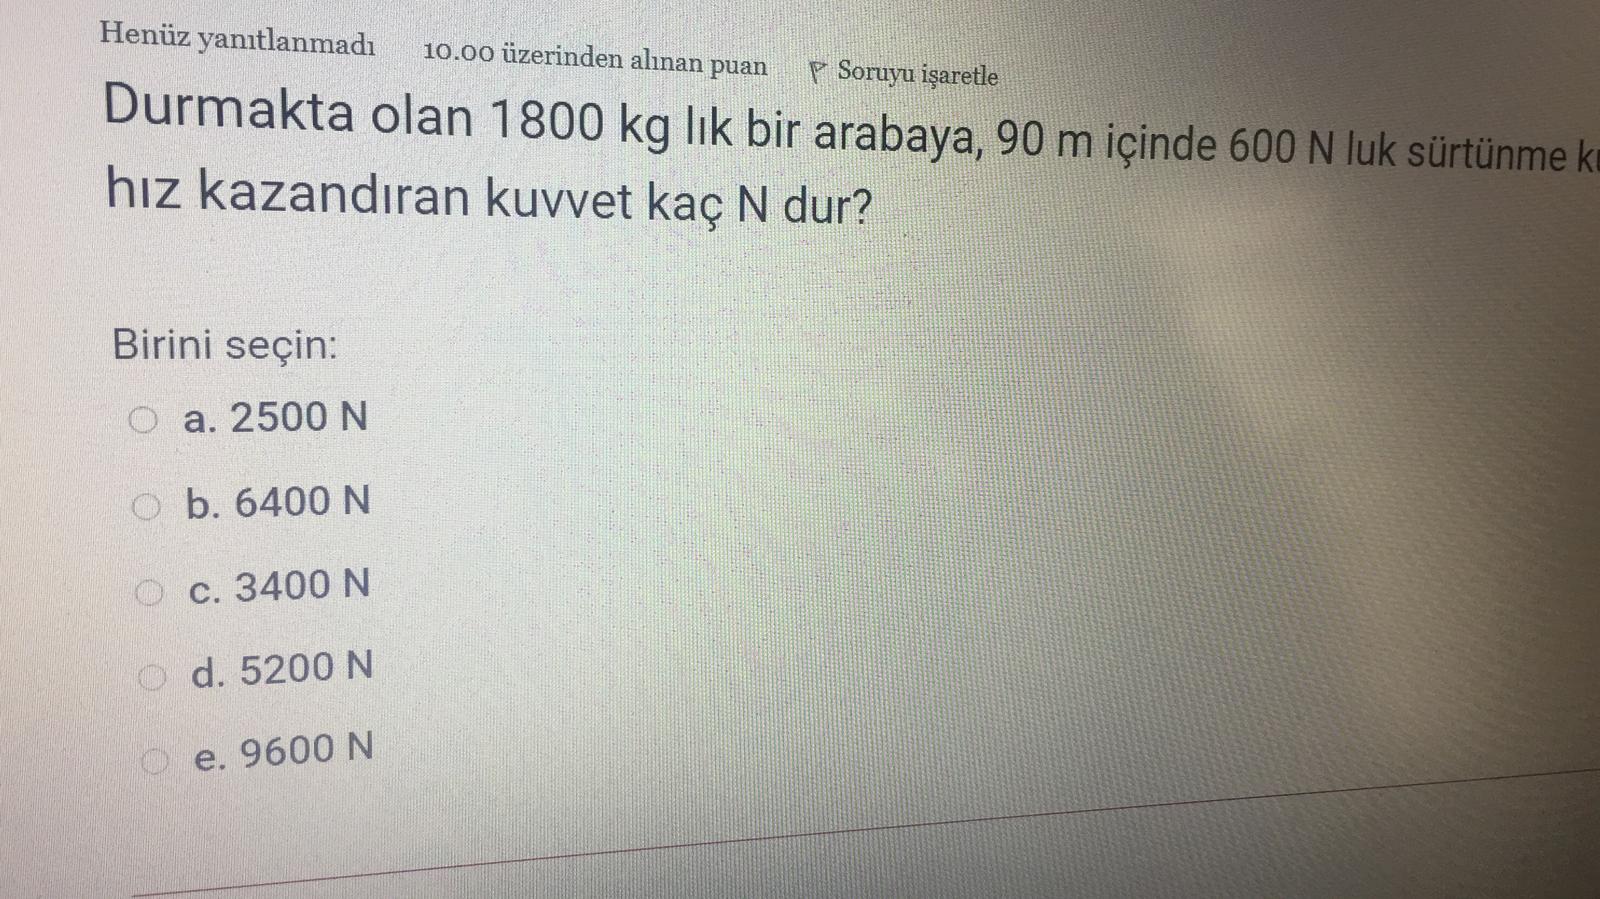 Henüz yanıtlanmadı 10.00 üzerinden alınan puan Soruyu işaretle
Durmakta olan 1800 kg lık bir arabaya, 90 m içinde 600 N luk sürtünme
hız kazandıran kuvvet kaç N dur?
Birini seçin:
a. 2500 N
b. 6400 N
c. 3400 N
d. 5200 N
e. 9600 N